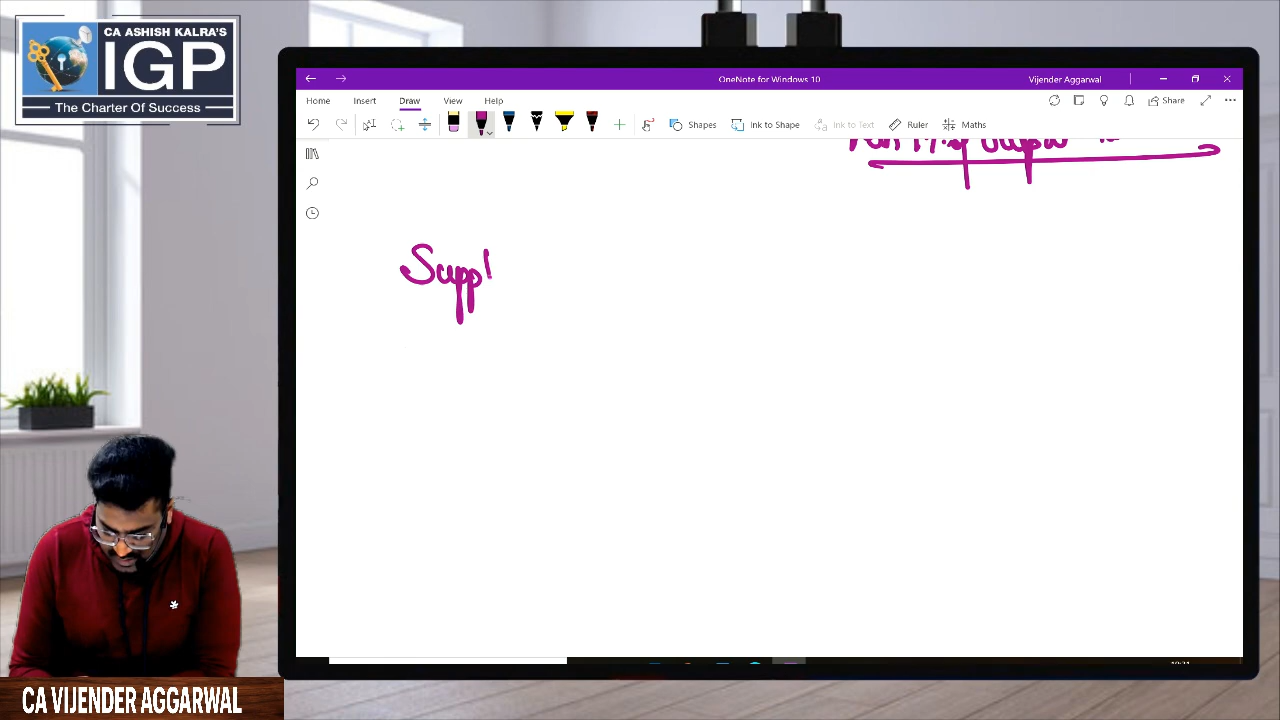 CA ASHISH KALRA'S
IGP
The Charter Of Success
OneNote for Windows 10
Vijender Aggarwal
Home Insert Draw View Help
Share
Shapes Ink to Shape Ink to Text Ruler Maths
Suppl
CA VIJENDER AGGARWAL